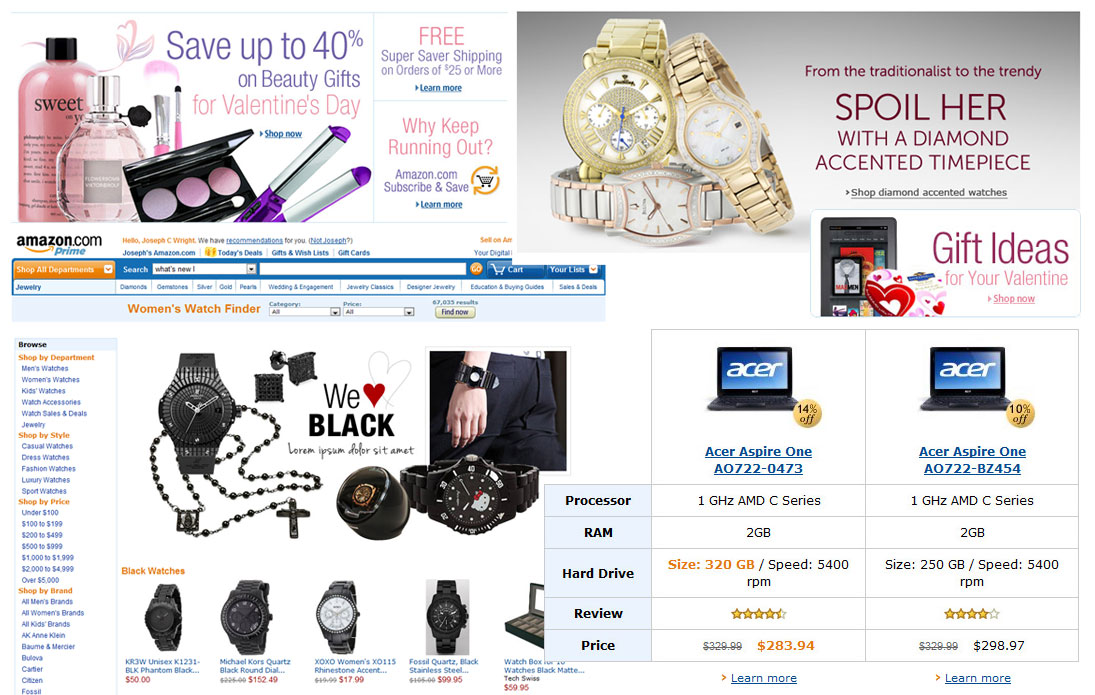 Save up to 40%
on Beauty Gifts
for Valentine's Day
Shop now
sweet
FLOWERBOMB
VIKTOR&ROLF
FREE
Super Saver Shipping
on Orders of $25 or More
Learn more
Why Keep
Running Out?
Amazon.com
Subscribe & Save
Learn more
From the traditionalist to the trendy
SPOIL HER
WITH A DIAMOND
ACCENTED TIMEPIECE
Shop diamond accented watches
MAD MEN
Gift Ideas
for Your Valentine
Shop now
amazon.com
Prime
Hello, Joseph C Wright. We have recommendations for you. (Not Joseph?)
Sell on Am
Joseph's Amazon.com
Today's Deals
Gifts & Wish Lists
Gift Cards
Your Digital
Shop All Departments
Search
what's new l
GO
Cart
Your Lists
Jewelry
Diamonds
Gemstones
Silver
Gold
Pearls
Wedding & Engagement
Jewelry Classics
Designer Jewelry
Education & Buying Guides
Sales & Deals
Women's Watch Finder
Category:
All
Price:
All
67,035 results
Find now
Browse
Shop by Department
Men's Watches
Women's Watches
Kids' Watches
Watch Accessories
Watch Sales & Deals
Jewelry
Shop by Style
Casual Watches
Dress Watches
Fashion Watches
Luxury Watches
Sport Watches
Shop by Price
Under $100
$100 to $199
$200 to $499
$500 to $999
$1,000 to $1,999
$2,000 to $4,999
Over $5,000
Shop by Brand
All Men's Brands
All Women's Brands
All Kids' Brands
AK Anne Klein
Baume & Mercier
Bulova
Cartier
Citizen
Fossil
We
BLACK
Lorem ipsum dolor sit amet
Black Watches
KR3W Unisex K1231-
BLK Phantom Black...
$50.00
Michael Kors Quartz
Black Round Dial...
$225.00 $152.49
XOXO Women's XO115
Rhinestone Accent...
$19.99 $17.99
Fossil Quartz, Black
Stainless Steel...
$105.00 $99.95
Watch Box for 10
Watches Black Matte...
Tech Swiss
$59.95
acer
14%
off
Acer Aspire One
AO722-0473
acer
10%
off
Acer Aspire One
AO722-BZ454
Processor
1 GHz AMD C Series
1 GHz AMD C Series
RAM
2GB
2GB
Hard Drive
Size: 320 GB / Speed: 5400
rpm
Size: 250 GB / Speed: 5400
rpm
Review
Price
$329.99 $283.94
$329.99 $298.97
Learn more
Learn more